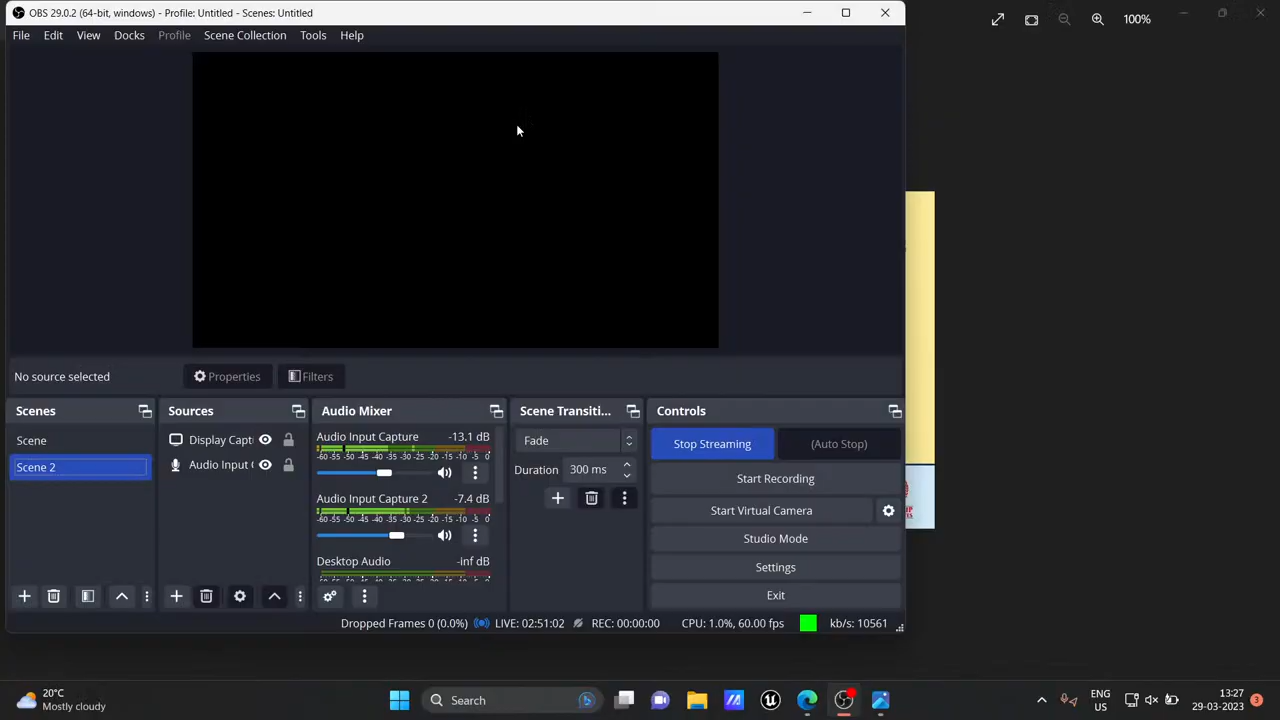 OBS 29.0.2 (64-bit, windows) - Profile: Untitled - Scenes: Untitled
100%
File Edit View Docks Profile Scene Collection Tools Help
No source selected
Properties
Filters
Scenes
Scene
Scene 2
Sources
Display Capt
Audio Input (
Audio Mixer
Audio Input Capture -13.1 dB
-60 -55 -50 -45 -40 -35 -30 -25 -20 -15 -10 -5 0
Audio Input Capture 2 -7.4 dB
-60 -55 -50 -45 -40 -35 -30 -25 -20 -15 -10 -5 0
Desktop Audio -inf dB
Scene Transiti...
Fade
Duration 300 ms
Controls
Stop Streaming
(Auto Stop)
Start Recording
Start Virtual Camera
Studio Mode
Settings
Exit
Dropped Frames 0 (0.0%) LIVE: 02:51:02 REC: 00:00:00 CPU: 1.0%, 60.00 fps kb/s: 10561
20°C
Mostly cloudy
Search
ENG
US
13:27
29-03-2023
3